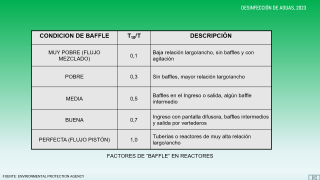 DESINFECCIÓN DE AGUAS, 2023
CONDICION DE BAFFLE
T₁₀/T
DESCRIPCIÓN
MUY POBRE (FLUJO
MEZCLADO)
0,1
Baja relación largo/ancho, sin baffles y con
agitación
POBRE
0,3
Sin baffles, mayor relación largo/ancho
MEDIA
0,5
Baffles en el Ingreso o salida, algún baffle
intermedio
BUENA
0,7
Ingreso con pantalla difusora, baffles intermedios
y salida por vertederos
PERFECTA (FLUJO PISTÓN)
1,0
Tuberías o reactores de muy alta relación
largo/ancho
FACTORES DE "BAFFLE" EN REACTORES
FUENTE: ENVIRONMENTAL PROTECTION AGENCY